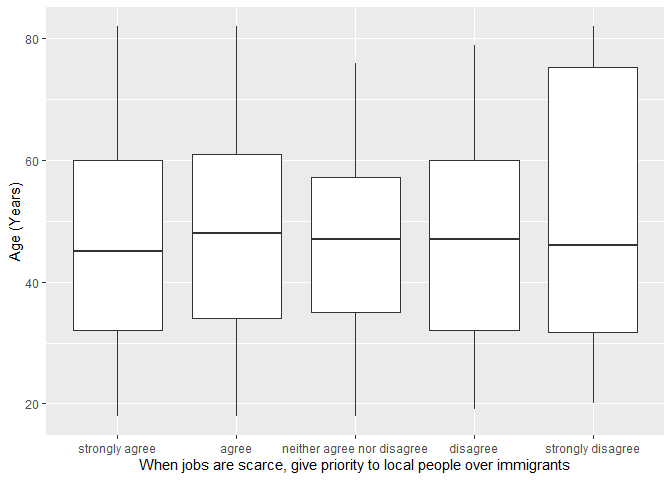 80
60
40
20
Age (Years)
strongly agree agree neither agree nor disagree disagree strongly disagree
When jobs are scarce, give priority to local people over immigrants